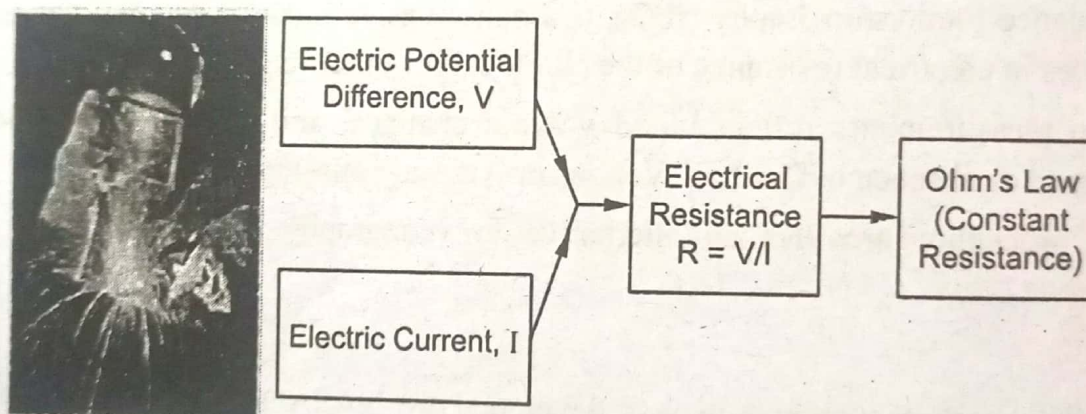 Electric Potential
Difference, V
Electric Current, I
Electrical
Resistance
R = V/I
Ohm's Law
(Constant
Resistance)